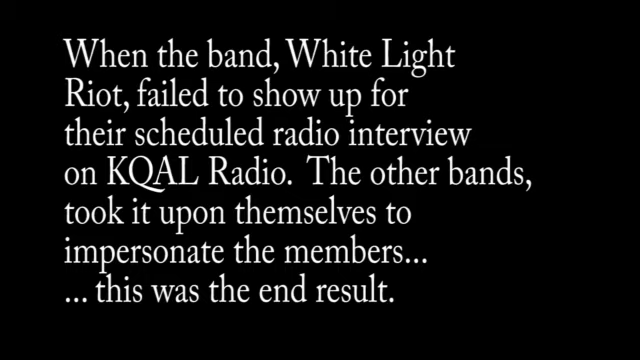 When the band, White Light
Riot, failed to show up for
their scheduled radio interview
on KQAL Radio.  The other bands,
took it upon themselves to
impersonate the members...
... this was the end result.